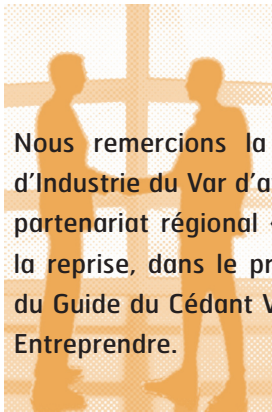 Nous remercions la
d'Industrie du Var d'a
partenariat régional «
la reprise, dans le pr
du Guide du Cédant V
Entreprendre.